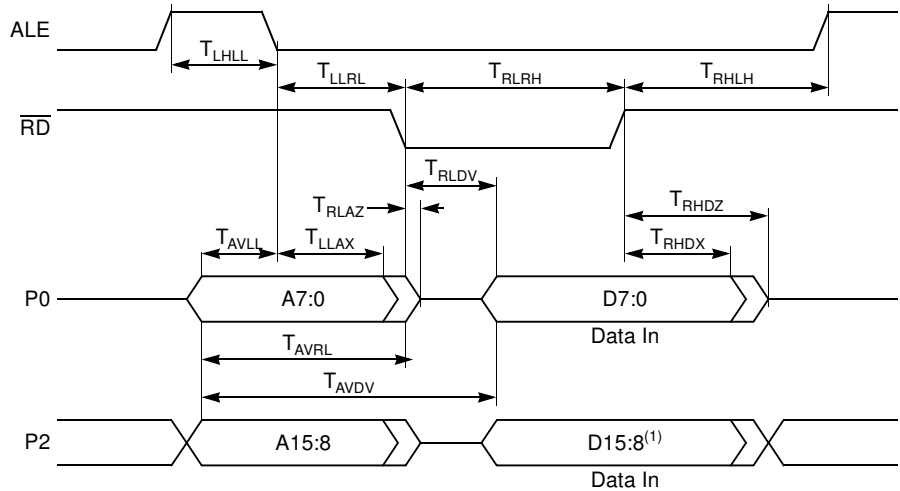 ALE
T_LHLL
T_LLRL T_RLRH T_RHLH
RD
T_RLDV
T_RLAZ T_RHDZ
T_AVLL T_LLAX T_RHDX
P0 A7:0 D7:0
Data In
T_AVRL
T_AVDV
P2 A15:8 D15:8(1)
Data In